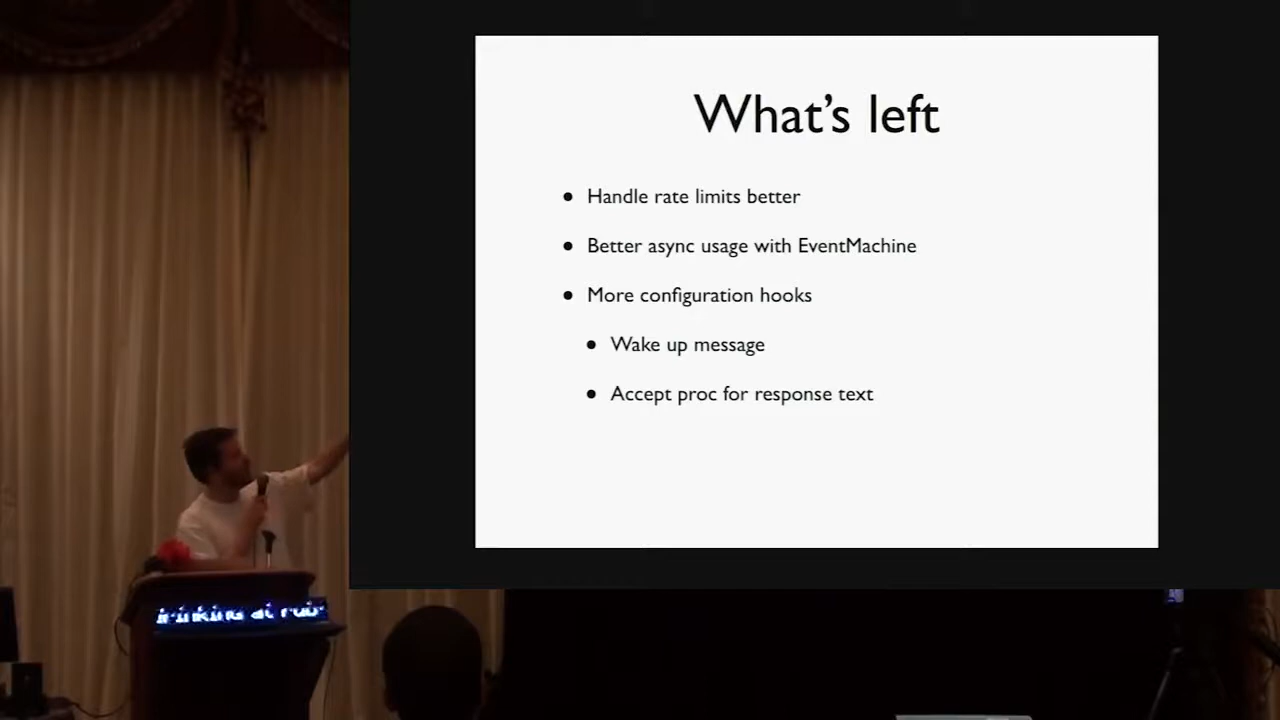 What's left
• Handle rate limits better
• Better async usage with EventMachine
• More configuration hooks
• Wake up message
• Accept proc for response text
at